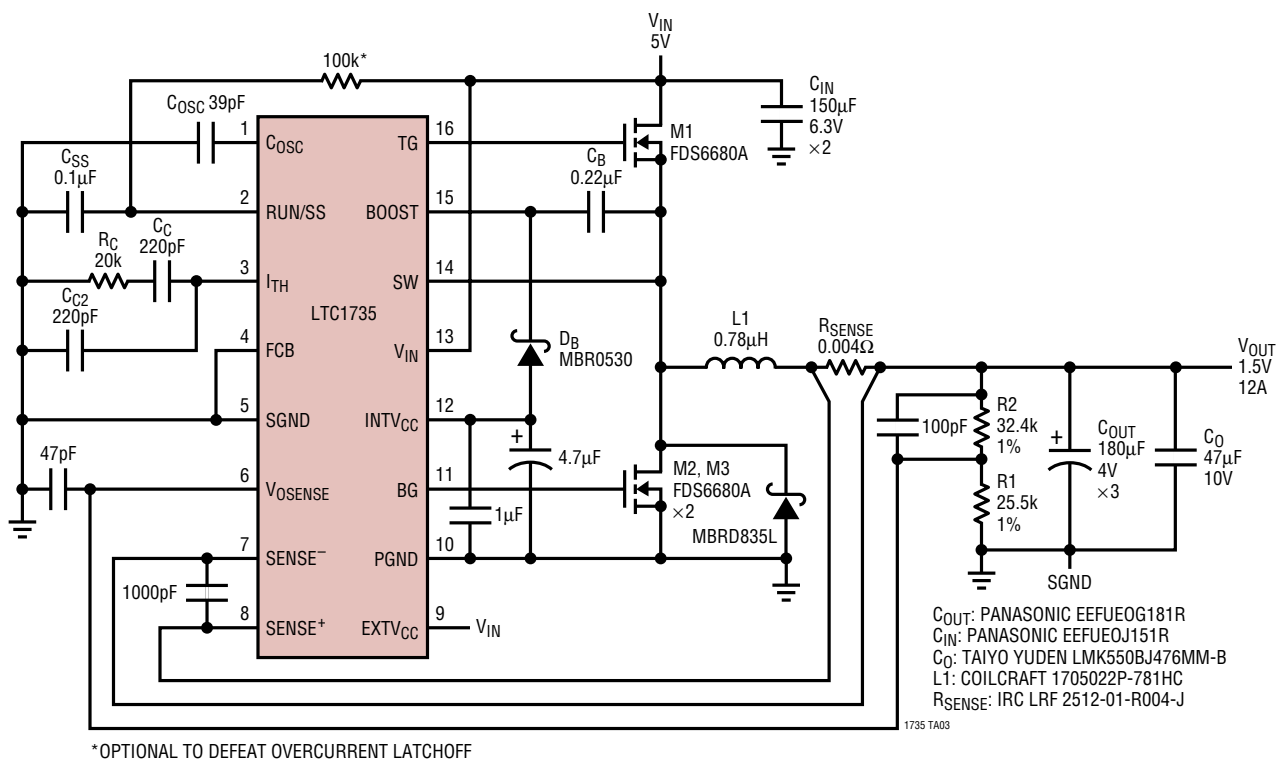 VIN
5V
100k*
CIN
150µF
6.3V
×2
COSC 39pF
1
COSC
TG
16
M1
FDS6680A
CSS
0.1µF
CB
0.22µF
2
RUN/SS
BOOST
15
RC
20k
CC
220pF
3
ITH
SW
14
CC2
220pF
LTC1735
4
FCB
VIN
13
DB
MBR0530
L1
0.78µH
RSENSE
0.004Ω
VOUT
1.5V
12A
5
SGND
INTVCC
12
+
4.7µF
100pF
R2
32.4k
1%
+
COUT
180µF
4V
×3
CO
47µF
10V
47pF
6
VOSENSE
BG
11
1µF
M2, M3
FDS6680A
×2
MBRD835L
R1
25.5k
1%
7
SENSE–
PGND
10
1000pF
SGND
8
SENSE+
EXTVCC
9
VIN
COUT: PANASONIC EEFUEOG181R
CIN: PANASONIC EEFUEOJ151R
CO: TAIYO YUDEN LMK550BJ476MM-B
L1: COILCRAFT 1705022P-781HC
RSENSE: IRC LRF 2512-01-R004-J
1735 TA03
*OPTIONAL TO DEFEAT OVERCURRENT LATCHOFF